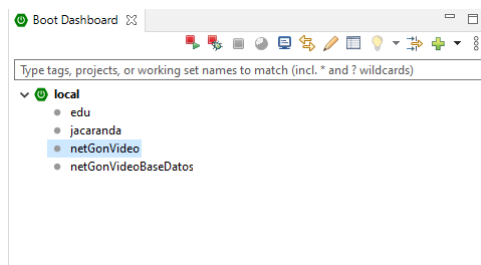 Boot Dashboard
Type tags, projects, or working set names to match (incl. * and ? wildcards)
local
edu
jacaranda
netGonVideo
netGonVideoBaseDatos